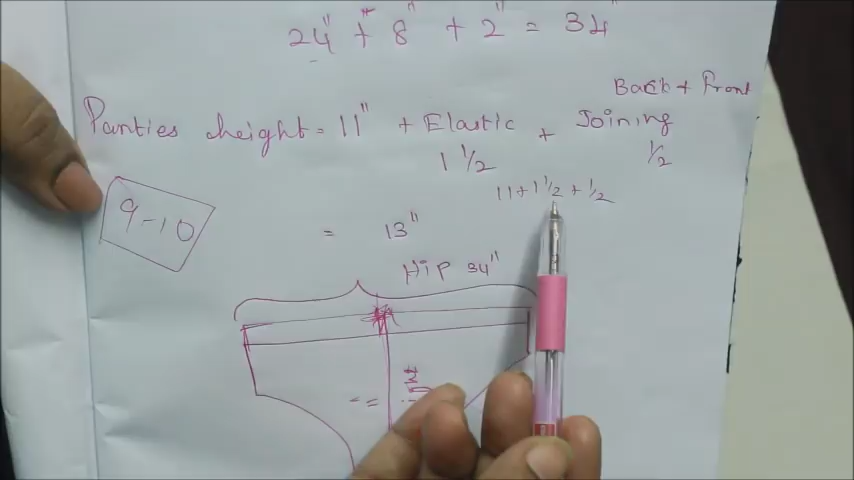 24" + 8" + 2" = 34"
Back + Front
Panties height = 11" + Elastic + Joining
1 1/2 1/2
11 + 1 1/2 + 1/2
9-10
= 13"
Hip 34"